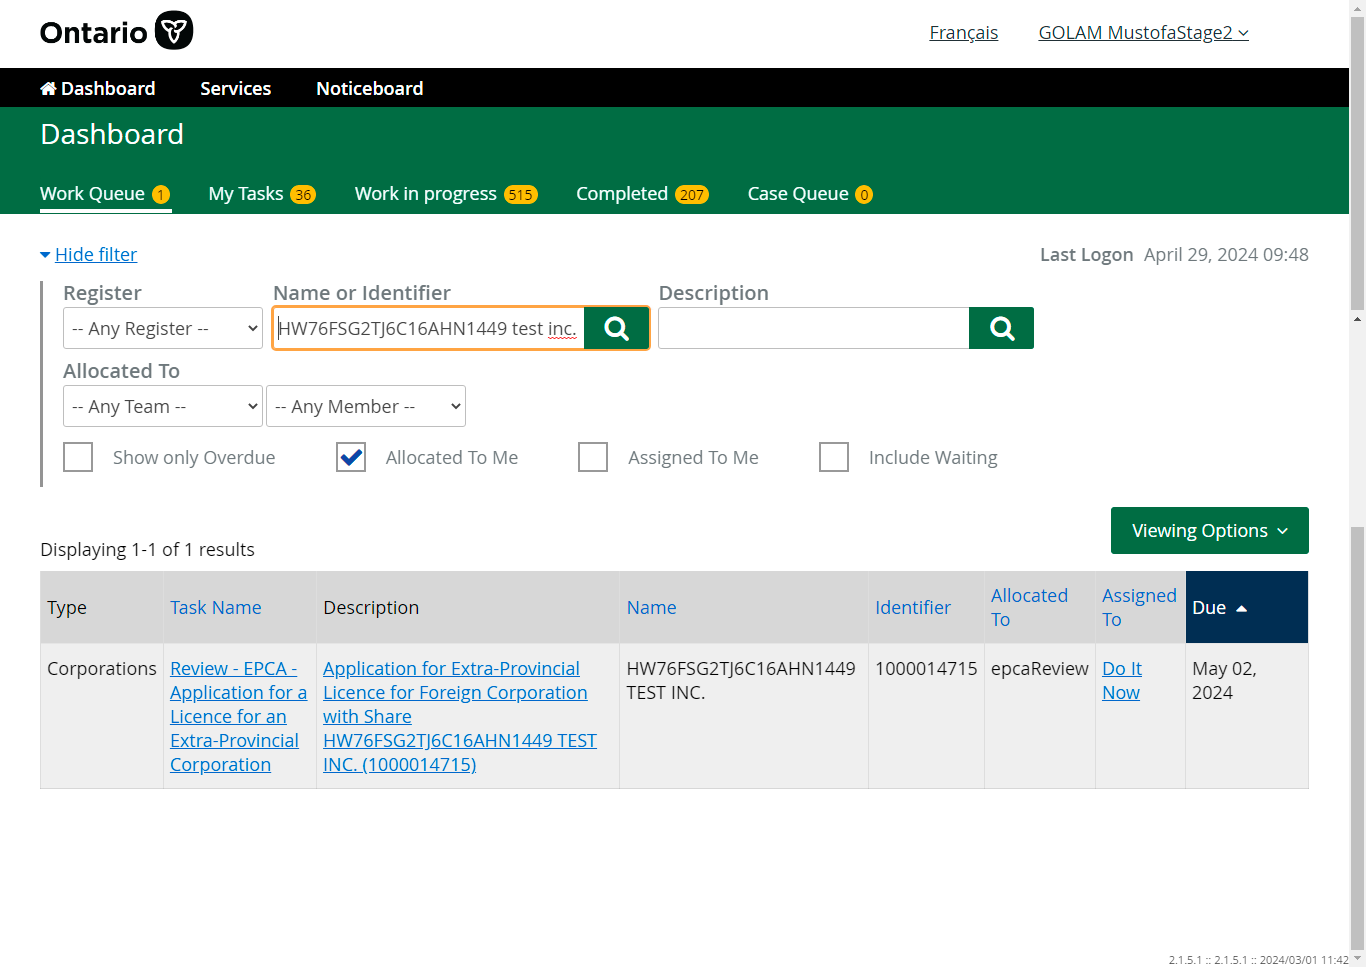 Ontario
Français GOLAM MustofaStage2
Dashboard Services Noticeboard
Dashboard
Work Queue 1 My Tasks 36 Work in progress 515 Completed 207 Case Queue 0
Hide filter Last Logon April 29, 2024 09:48
Register Name or Identifier Description
-- Any Register -- HW76FSG2TJ6C16AHN1449 test inc.
Allocated To
-- Any Team -- -- Any Member --
Show only Overdue Allocated To Me Assigned To Me Include Waiting
Viewing Options
Displaying 1-1 of 1 results
Type Task Name Description Name Identifier Allocated To Assigned To Due
Corporations
Review - EPCA -
Application for a
Licence for an
Extra-Provincial
Corporation
Application for Extra-Provincial
Licence for Foreign Corporation
with Share
HW76FSG2TJ6C16AHN1449 TEST
INC. (1000014715)
HW76FSG2TJ6C16AHN1449
TEST INC.
1000014715
epcaReview
Do It
Now
May 02,
2024
2.1.5.1 :: 2.1.5.1 :: 2024/03/01 11:42